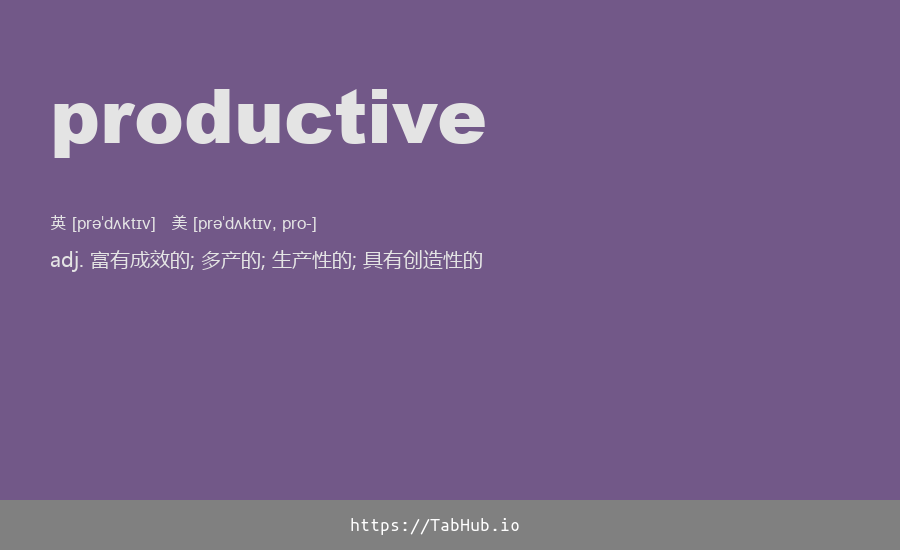 productive
英 [prəˈdʌktɪv] 美 [prəˈdʌktɪv, pro-]
adj. 富有成效的; 多产的; 生产性的; 具有创造性的
https://TabHub.io